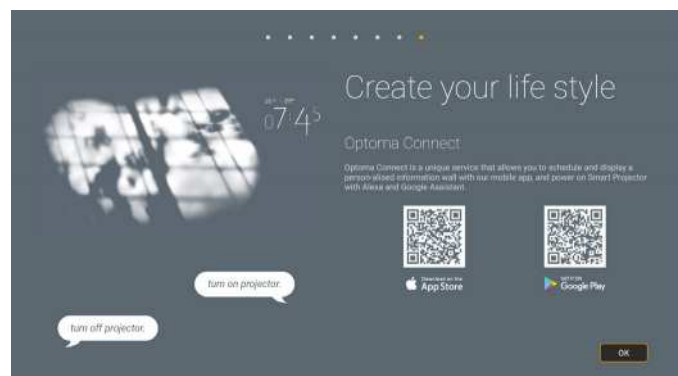 07:45
Create your life style
Optoma Connect
Optoma Connect is a unique service that allows you to schedule and display a
person-alised information wall with our mobile app, and power on Smart Projector
with Alexa and Google Assistant.
Download on the
App Store
GET IT ON
Google Play
turn on projector.
turn off projector.
OK